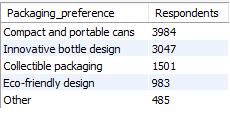 Packaging_preference Respondents
Compact and portable cans 3984
Innovative bottle design 3047
Collectible packaging 1501
Eco-friendly design 983
Other 485